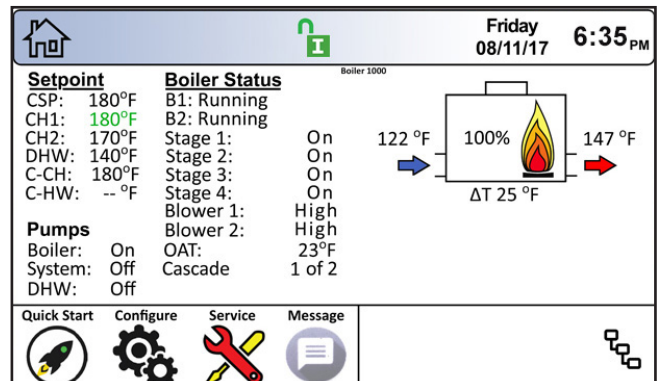 Friday
08/11/17
6:35 PM
I
Boiler 1000
Setpoint
CSP: 180°F
CH1: 180°F
CH2: 170°F
DHW: 140°F
C-CH: 180°F
C-HW: -- °F
Pumps
Boiler: On
System: Off
DHW: Off
Boiler Status
B1: Running
B2: Running
Stage 1: On
Stage 2: On
Stage 3: On
Stage 4: On
Blower 1: High
Blower 2: High
OAT: 23°F
Cascade 1 of 2
122 °F
100%
147 °F
ΔT 25 °F
Quick Start
Configure
Service
Message